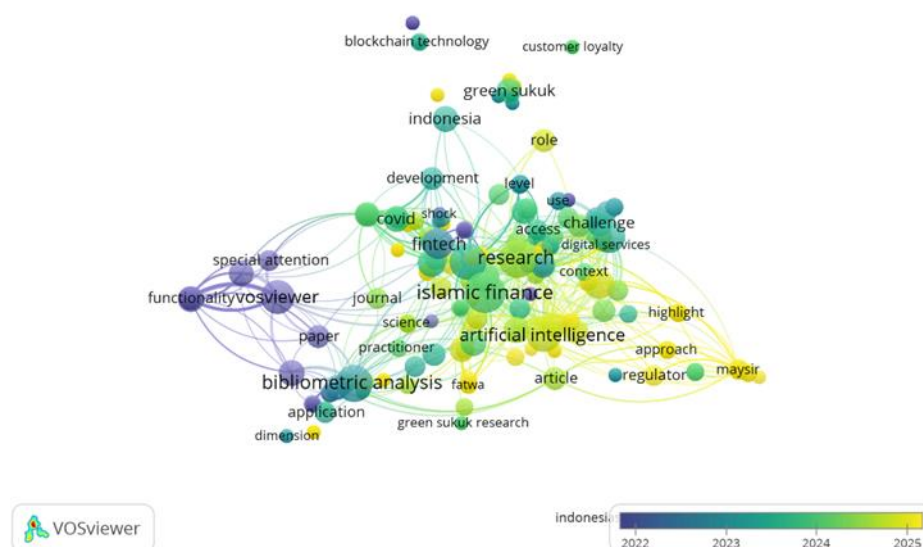 blockchain technology
customer loyalty
green sukuk
indonesia
role
development
level
use
covid
shock
access
challenge
fintech
digital services
research
special attention
context
functionality
vosviewer
journal
islamic finance
highlight
science
artificial intelligence
paper
practitioner
approach
bibliometric analysis
fatwa
article
regulator
maysir
application
green sukuk research
dimension
VOSviewer
2022
2023
2024
2025